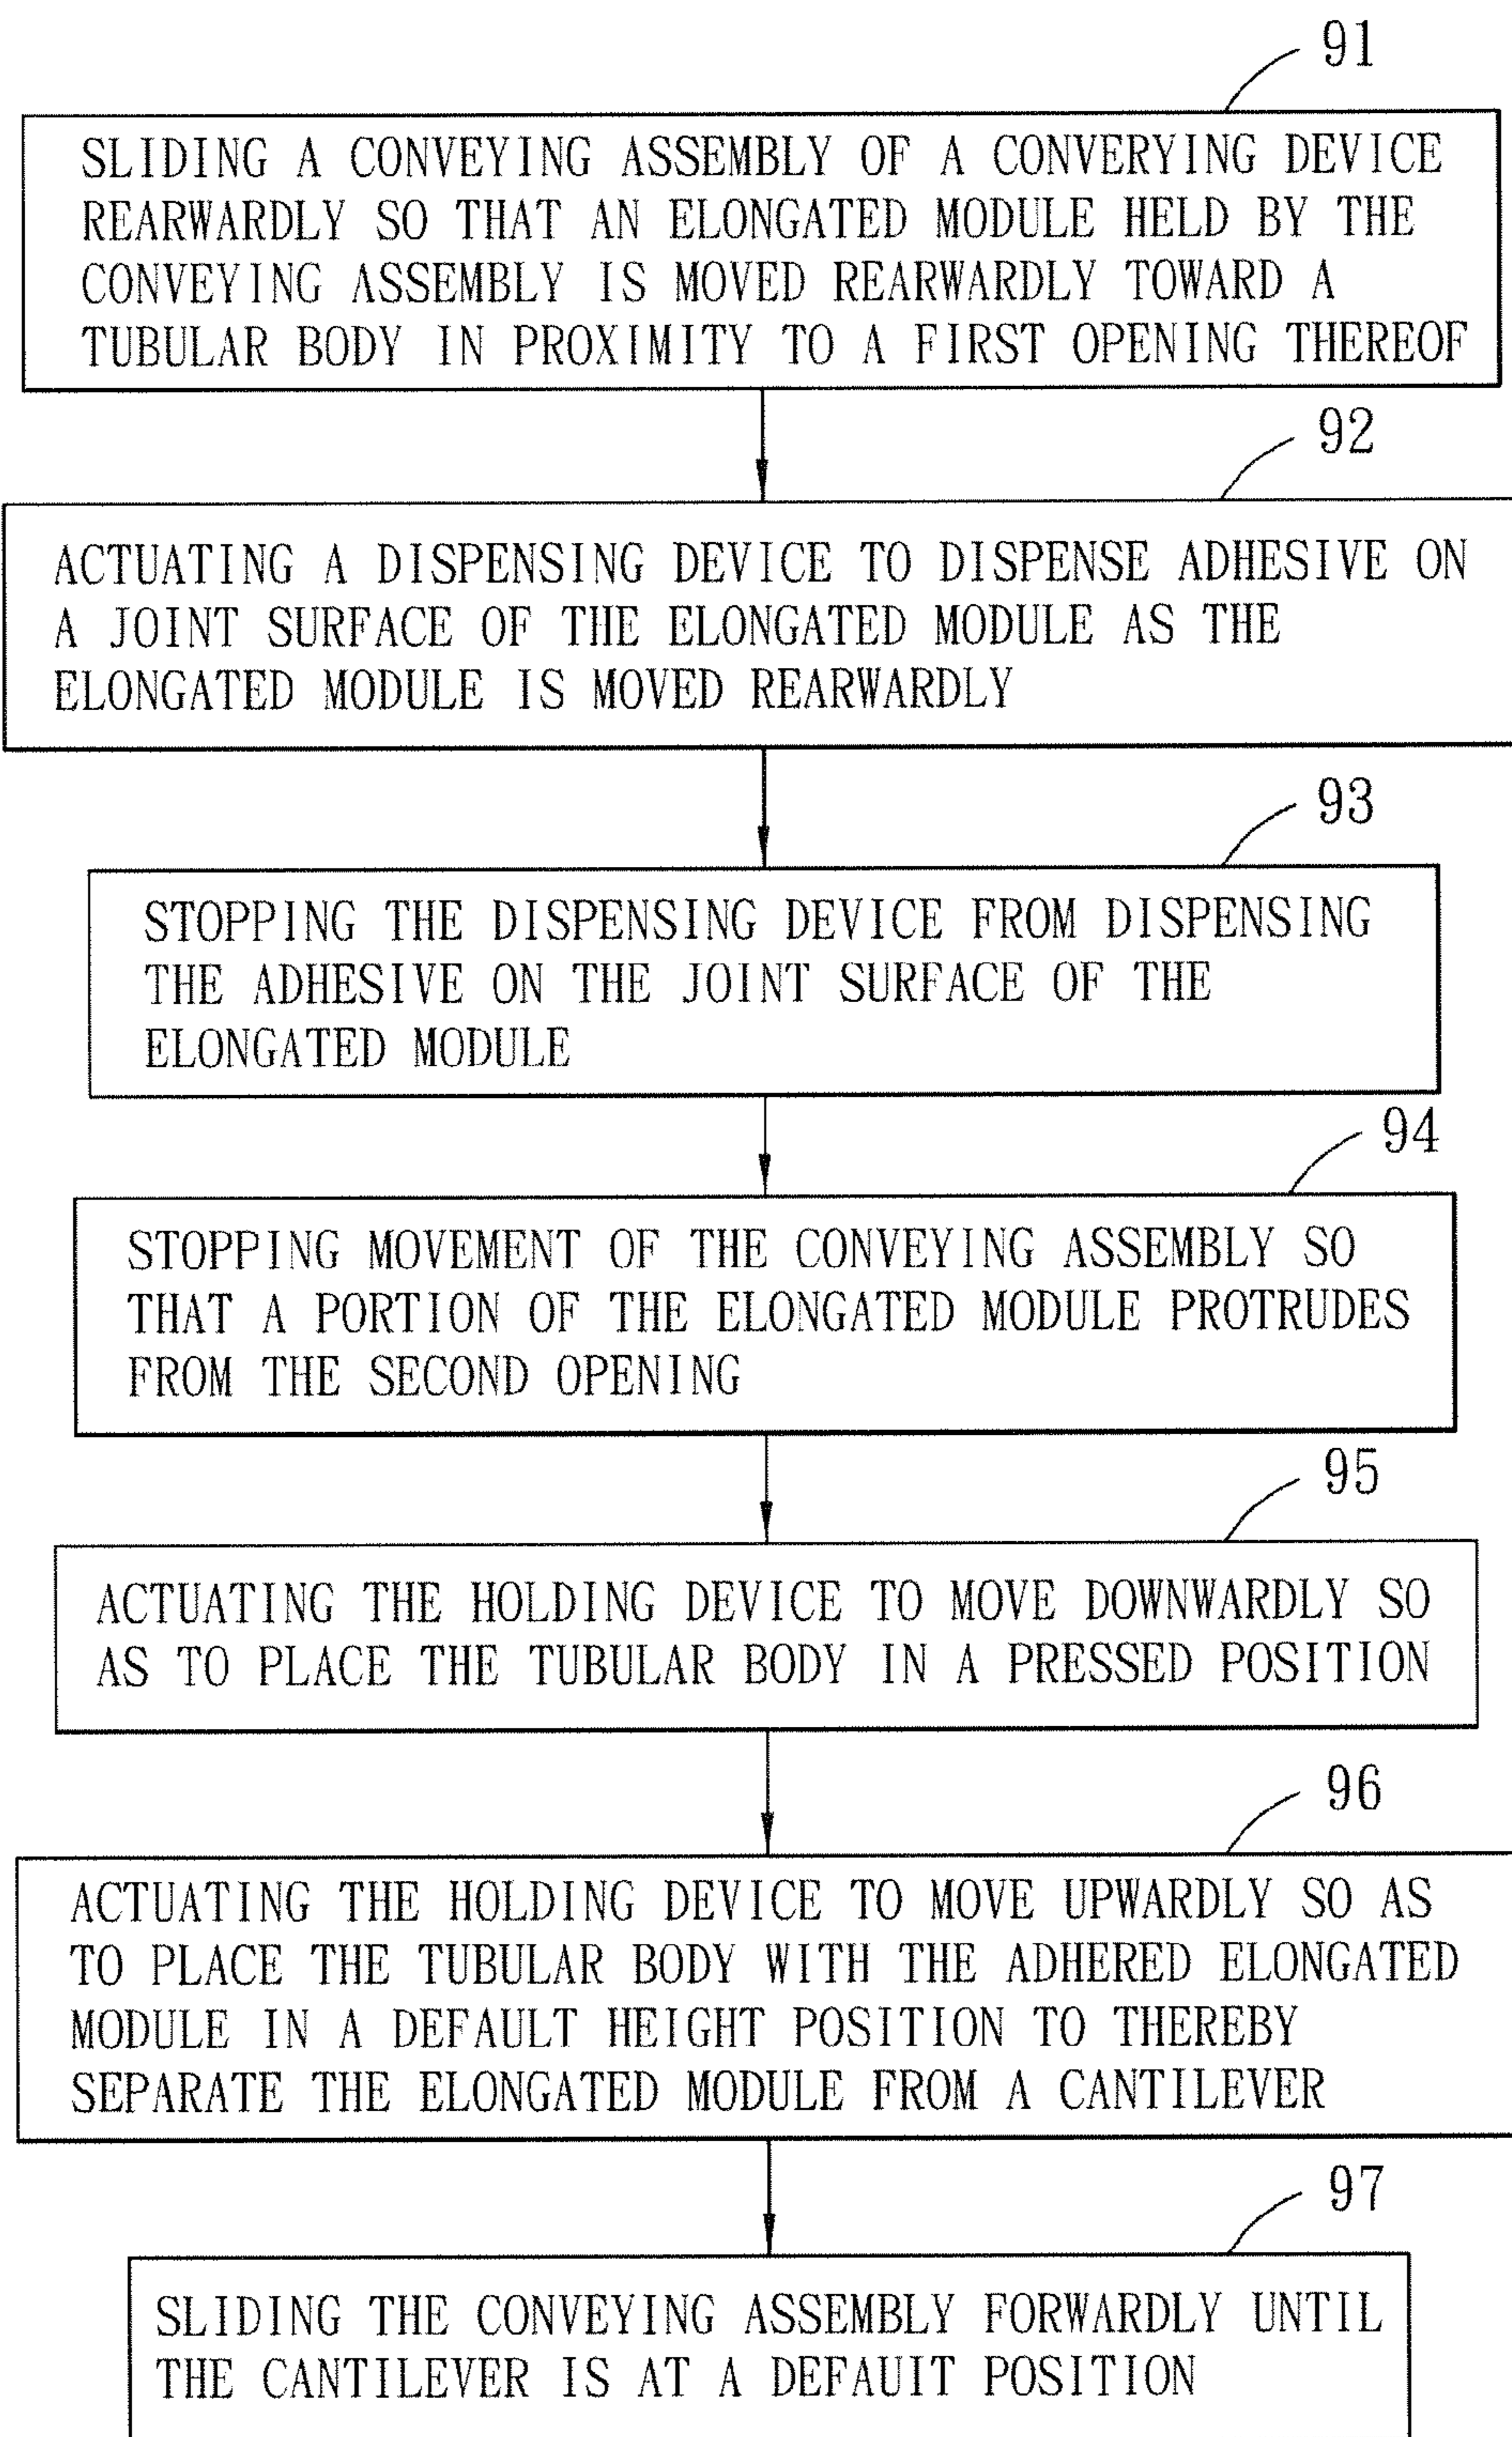 91
SLIDING A CONVEYING ASSEMBLY OF A CONVERYING DEVICE
REARWARDLY SO THAT AN ELONGATED MODULE HELD BY THE
CONVEYING ASSEMBLY IS MOVED REARWARDLY TOWARD A
TUBULAR BODY IN PROXIMITY TO A FIRST OPENING THEREOF
92
ACTUATING A DISPENSING DEVICE TO DISPENSE ADHESIVE ON
A JOINT SURFACE OF THE ELONGATED MODULE AS THE
ELONGATED MODULE IS MOVED REARWARDLY
93
STOPPING THE DISPENSING DEVICE FROM DISPENSING
THE ADHESIVE ON THE JOINT SURFACE OF THE
ELONGATED MODULE
94
STOPPING MOVEMENT OF THE CONVEYING ASSEMBLY SO
THAT A PORTION OF THE ELONGATED MODULE PROTRUDES
FROM THE SECOND OPENING
95
ACTUATING THE HOLDING DEVICE TO MOVE DOWNWARDLY SO
AS TO PLACE THE TUBULAR BODY IN A PRESSED POSITION
96
ACTUATING THE HOLDING DEVICE TO MOVE UPWARDLY SO AS
TO PLACE THE TUBULAR BODY WITH THE ADHERED ELONGATED
MODULE IN A DEFAULT HEIGHT POSITION TO THEREBY
SEPARATE THE ELONGATED MODULE FROM A CANTILEVER
97
SLIDING THE CONVEYING ASSEMBLY FORWARDLY UNTIL
THE CANTILEVER IS AT A DEFAUIT POSITION